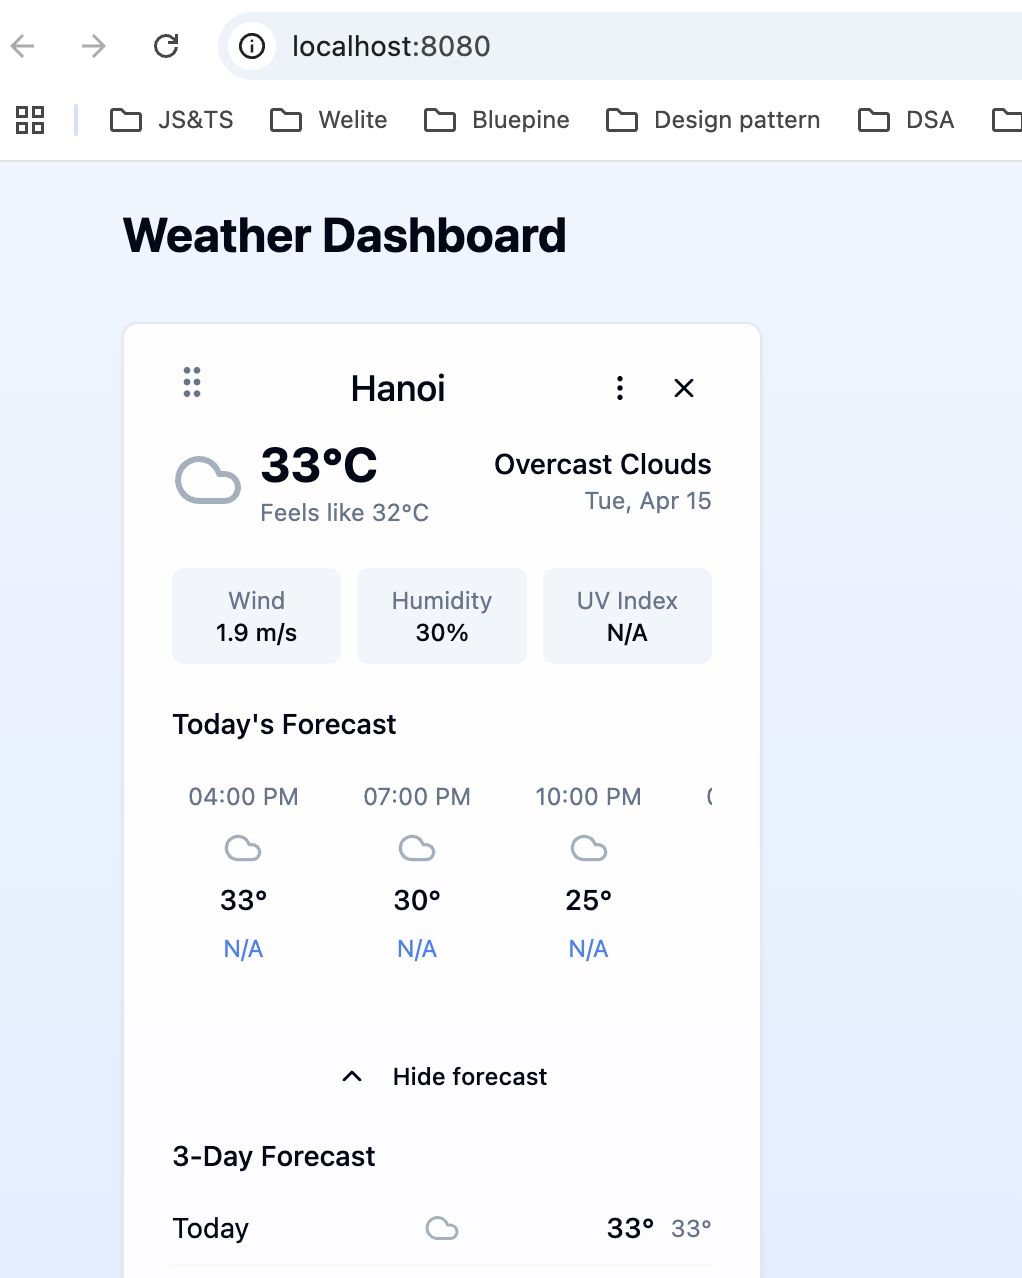 localhost:8080
JS&TS Welite Bluepine Design pattern DSA
Weather Dashboard
Hanoi
33°C
Feels like 32°C
Overcast Clouds
Tue, Apr 15
Wind Humidity UV Index
1.9 m/s 30% N/A
Today's Forecast
04:00 PM 07:00 PM 10:00 PM
33° 30° 25°
N/A N/A N/A
Hide forecast
3-Day Forecast
Today 33° 33°